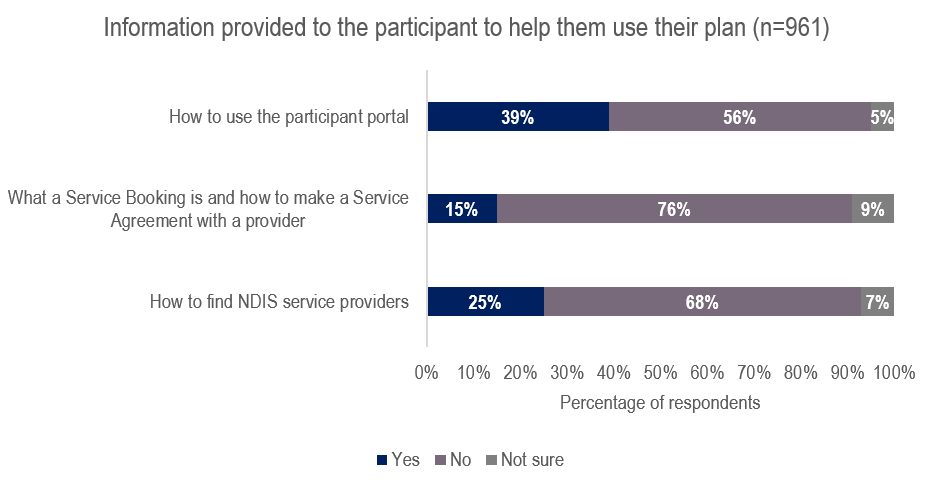 Information provided to the participant to help them use their plan (n=961)
How to use the participant portal
39% 56% 5%
What a Service Booking is and how to make a Service
Agreement with a provider
15% 76% 9%
How to find NDIS service providers
25% 68% 7%
0% 10% 20% 30% 40% 50% 60% 70% 80% 90% 100%
Percentage of respondents
Yes No Not sure